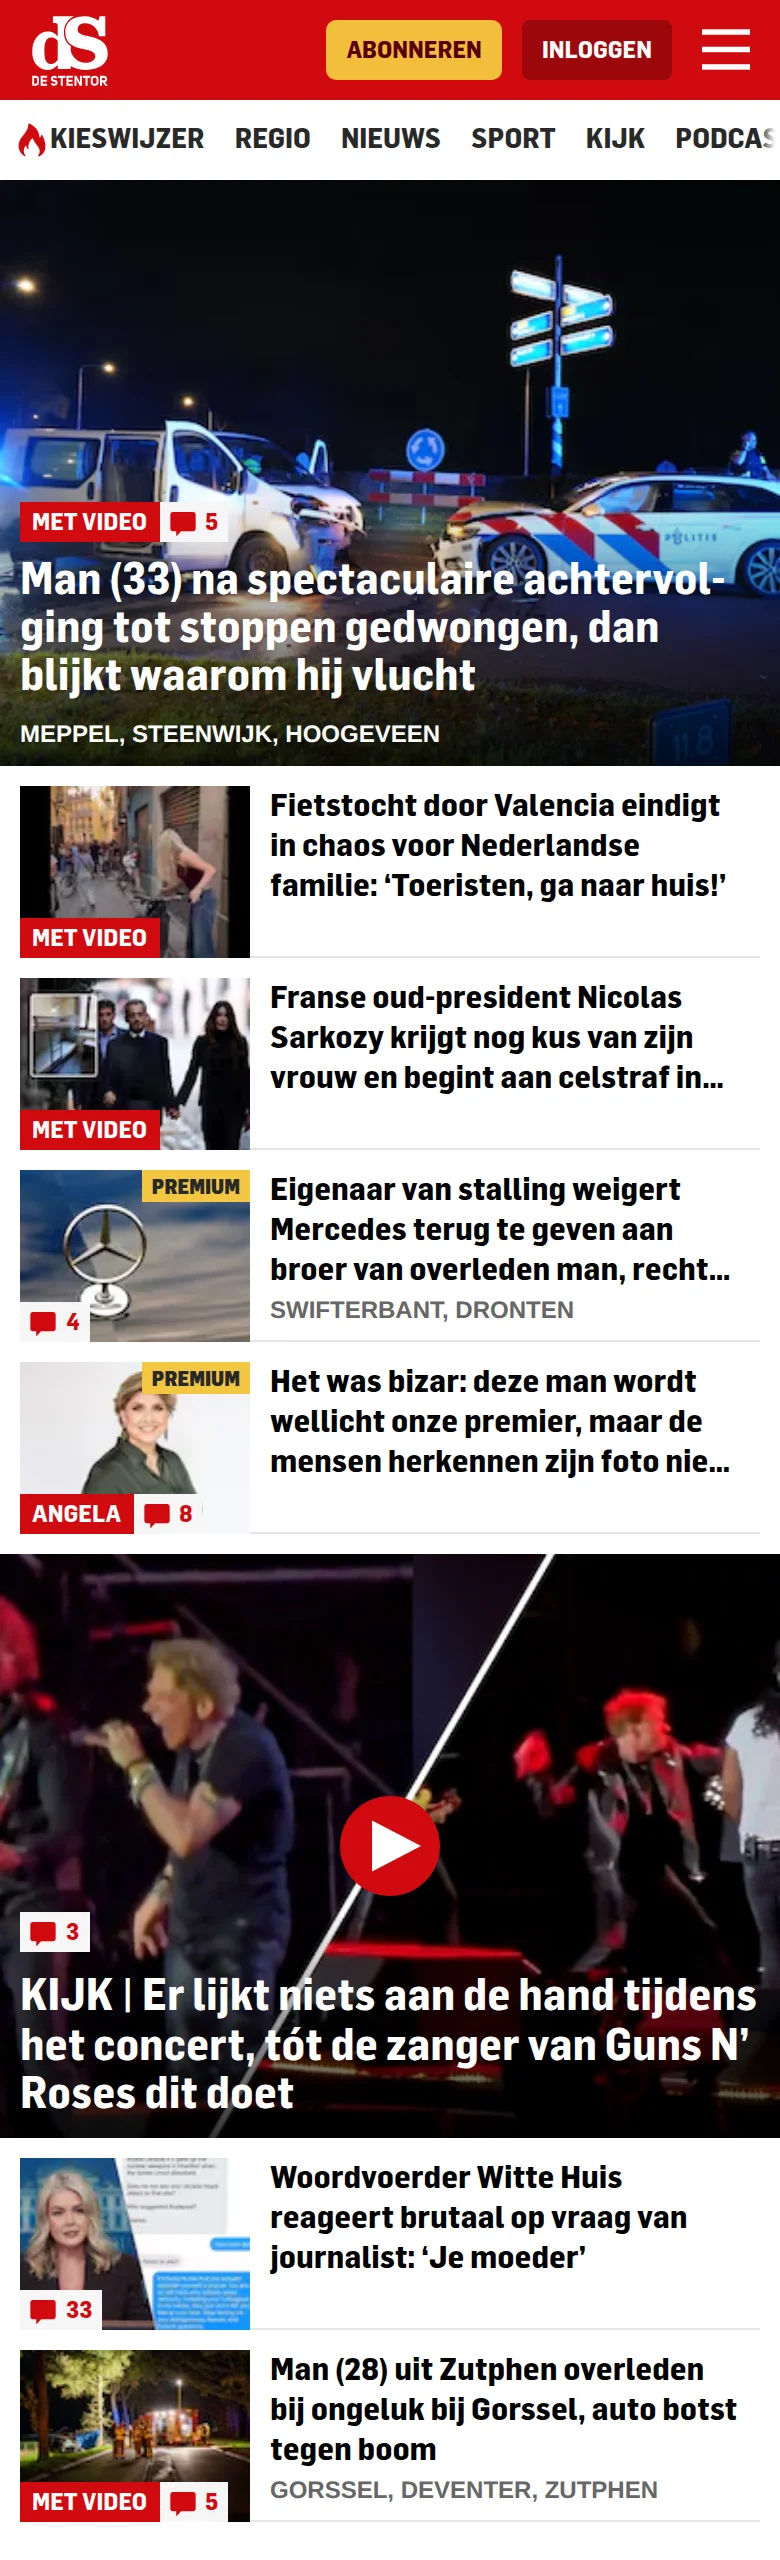 dS
DE STENTOR
ABONNEREN
INLOGGEN
KIESWIJZER REGIO NIEUWS SPORT KIJK PODCAS
POLITIE
11.8
MET VIDEO 5
Man (33) na spectaculaire achtervol-
ging tot stoppen gedwongen, dan
blijkt waarom hij vlucht
MEPPEL, STEENWIJK, HOOGEVEEN
MET VIDEO
Fietstocht door Valencia eindigt
in chaos voor Nederlandse
familie: ‘Toeristen, ga naar huis!’
MET VIDEO
Franse oud-president Nicolas
Sarkozy krijgt nog kus van zijn
vrouw en begint aan celstraf in...
PREMIUM
4
Eigenaar van stalling weigert
Mercedes terug te geven aan
broer van overleden man, recht...
SWIFTERBANT, DRONTEN
PREMIUM
ANGELA 8
Het was bizar: deze man wordt
wellicht onze premier, maar de
mensen herkennen zijn foto nie...
3
KIJK | Er lijkt niets aan de hand tijdens
het concert, tót de zanger van Guns N’
Roses dit doet
33
Woordvoerder Witte Huis
reageert brutaal op vraag van
journalist: ‘Je moeder’
MET VIDEO 5
Man (28) uit Zutphen overleden
bij ongeluk bij Gorssel, auto botst
tegen boom
GORSSEL, DEVENTER, ZUTPHEN